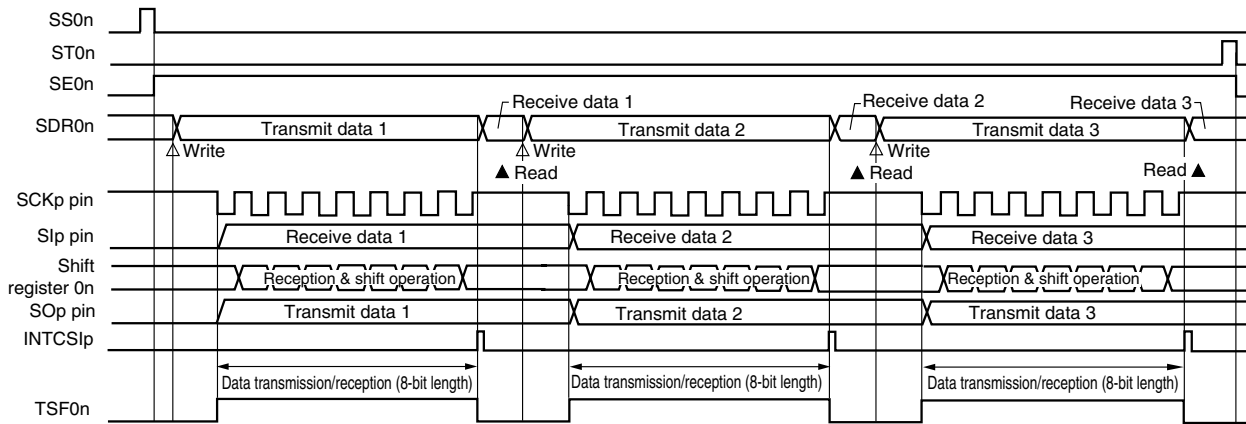 SS0n
ST0n
SE0n
Receive data 1
Receive data 2
Receive data 3
SDR0n
Transmit data 1
Transmit data 2
Transmit data 3
△Write
△Write
△Write
▲ Read
▲ Read
Read ▲
SCKp pin
SIp pin
Receive data 1
Receive data 2
Receive data 3
Shift
register 0n
Reception & shift operation
Reception & shift operation
Reception & shift operation
SOp pin
Transmit data 1
Transmit data 2
Transmit data 3
INTCSIp
Data transmission/reception (8-bit length)
Data transmission/reception (8-bit length)
Data transmission/reception (8-bit length)
TSF0n